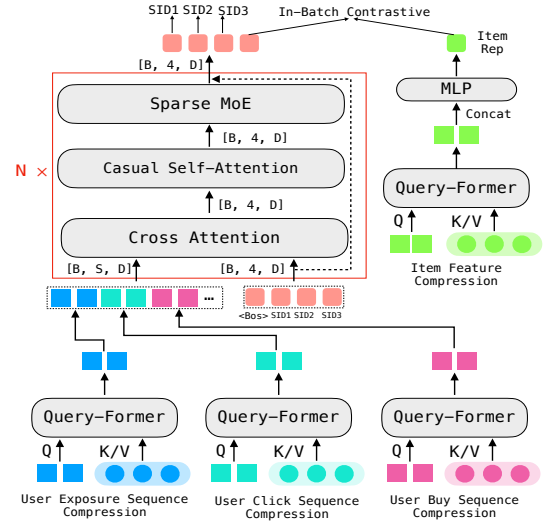 SID1 SID2 SID3
In-Batch Contrastive
Item
Rep
[B, 4, D]
MLP
Sparse MoE
Concat
[B, 4, D]
N ×
Casual Self-Attention
Query-Former
[B, 4, D]
Q K/V
Cross Attention
[B, S, D] [B, 4, D]
Item Feature
Compression
...
<Bos> SID1 SID2 SID3
Query-Former Query-Former Query-Former
Q K/V Q K/V Q K/V
User Exposure Sequence
Compression
User Click Sequence
Compression
User Buy Sequence
Compression